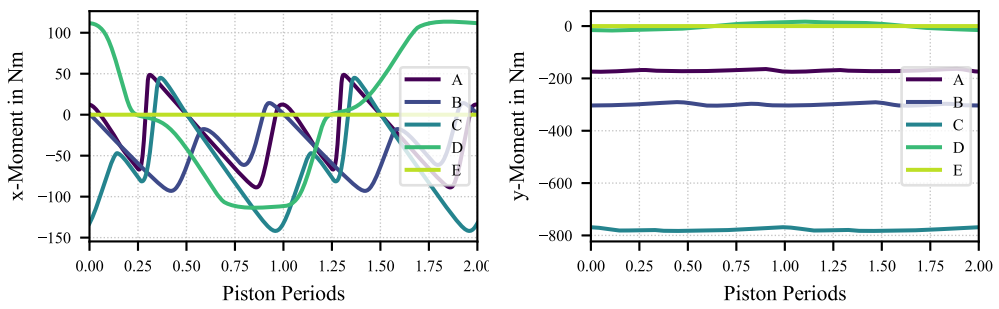 x-Moment in Nm
100
50
0
−50
−100
−150
0.00 0.25 0.50 0.75 1.00 1.25 1.50 1.75 2.00
Piston Periods
A
B
C
D
E
y-Moment in Nm
0
−200
−400
−600
−800
0.00 0.25 0.50 0.75 1.00 1.25 1.50 1.75 2.00
Piston Periods
A
B
C
D
E